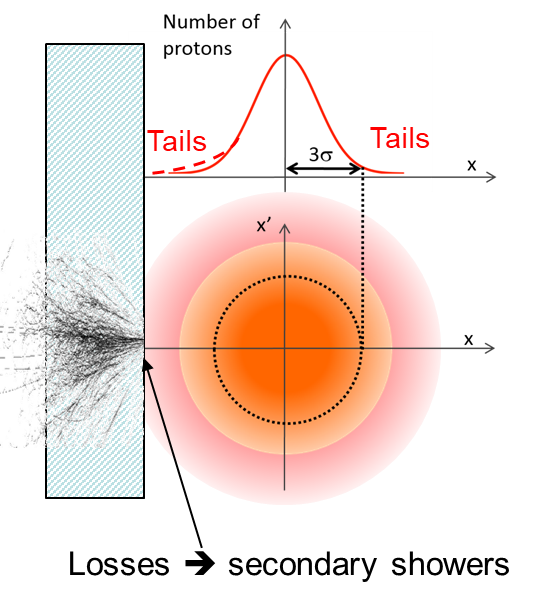 Number of
protons
Tails
Tails
3σ
x
x’
x
Losses ➔ secondary showers